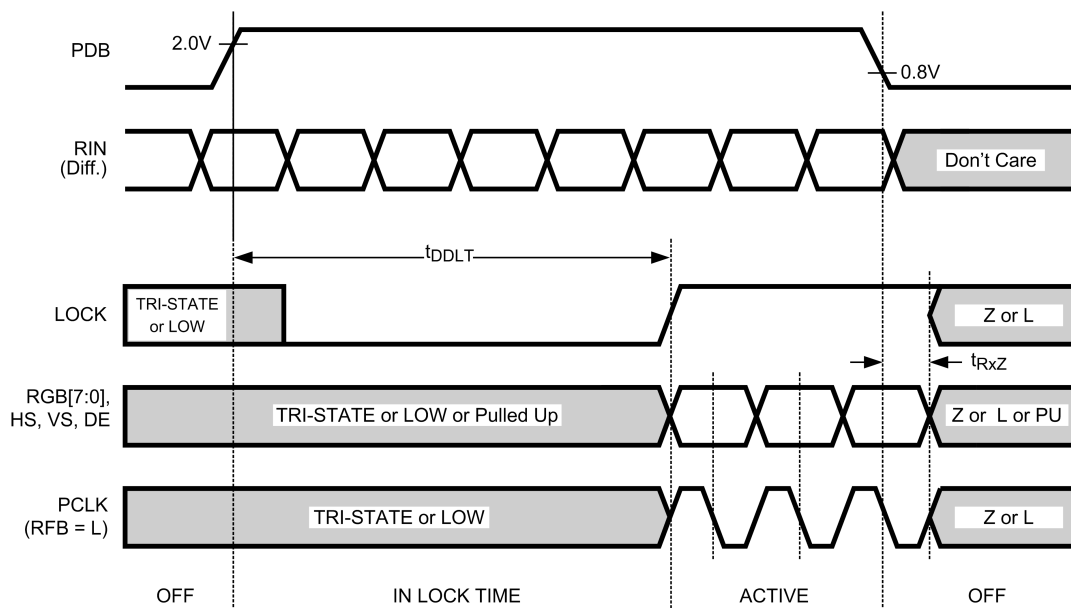 PDB
2.0V
0.8V
RIN
(Diff.)
Don't Care
tDDLT
LOCK
TRI-STATE
or LOW
Z or L
tRxZ
RGB[7:0],
HS, VS, DE
TRI-STATE or LOW or Pulled Up
Z or L or PU
PCLK
(RFB = L)
TRI-STATE or LOW
Z or L
OFF
IN LOCK TIME
ACTIVE
OFF